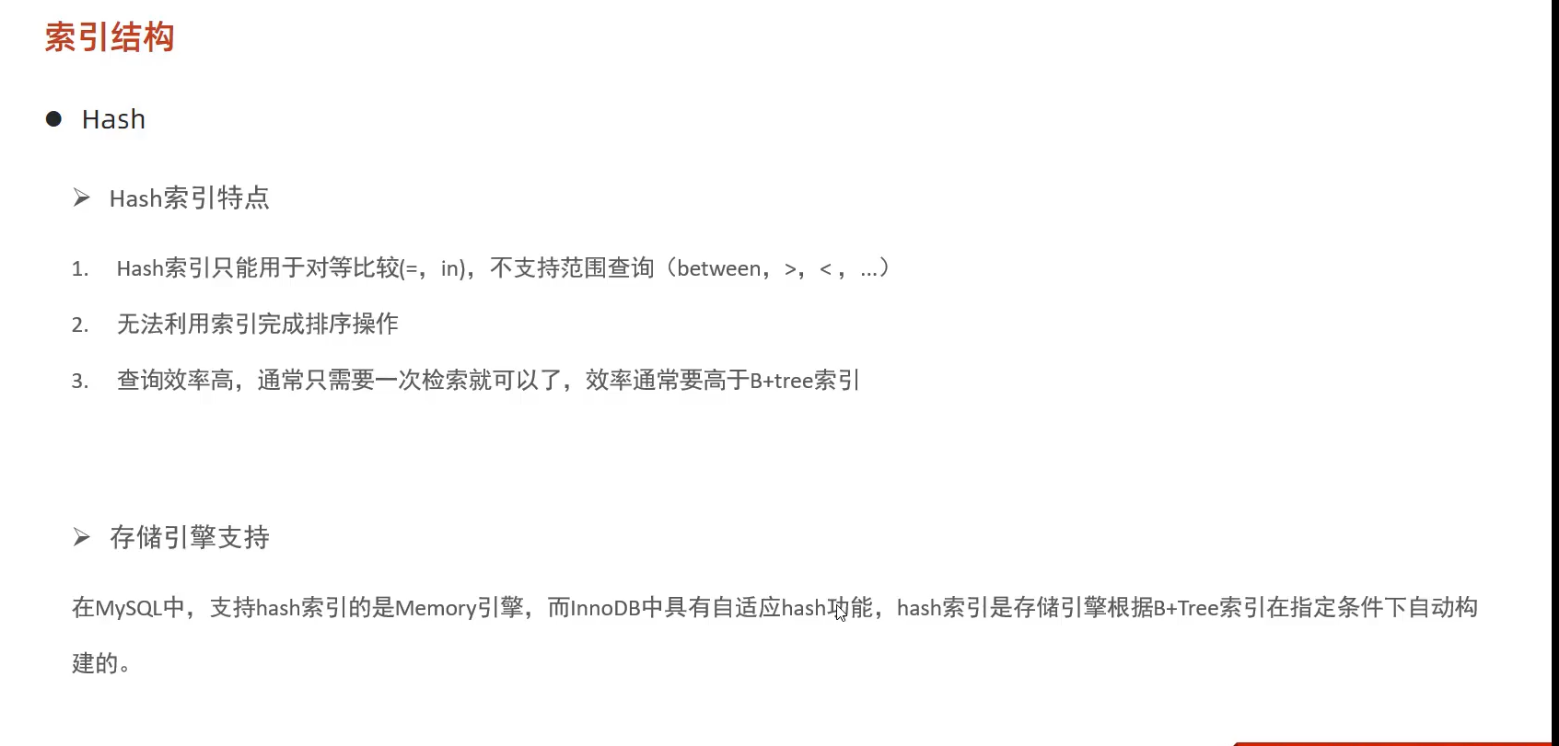 索引结构
● Hash
➢ Hash索引特点
1. Hash索引只能用于对等比较(=，in)，不支持范围查询（between，>，<，...）
2. 无法利用索引完成排序操作
3. 查询效率高，通常只需要一次检索就可以了，效率通常要高于B+tree索引
➢ 存储引擎支持
在MySQL中，支持hash索引的是Memory引擎，而InnoDB中具有自适应hash功能，hash索引是存储引擎根据B+Tree索引在指定条件下自动构
建的。